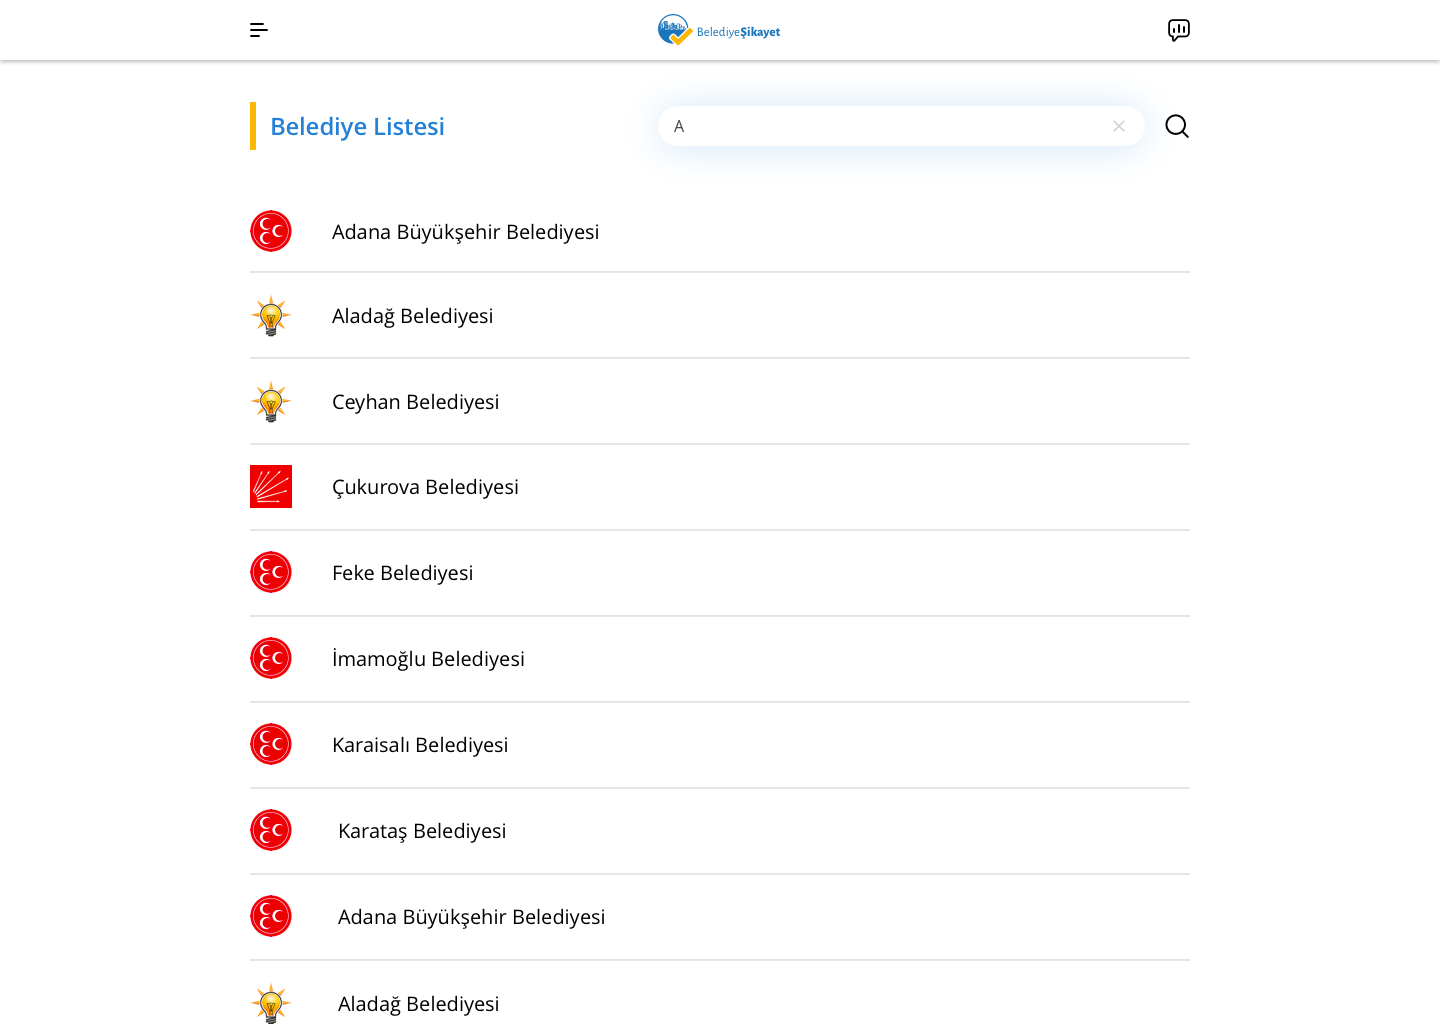 BelediyeŞikayet
Belediye Listesi
A
Adana Büyükşehir Belediyesi
Aladağ Belediyesi
Ceyhan Belediyesi
Çukurova Belediyesi
Feke Belediyesi
İmamoğlu Belediyesi
Karaisalı Belediyesi
Karataş Belediyesi
Adana Büyükşehir Belediyesi
Aladağ Belediyesi